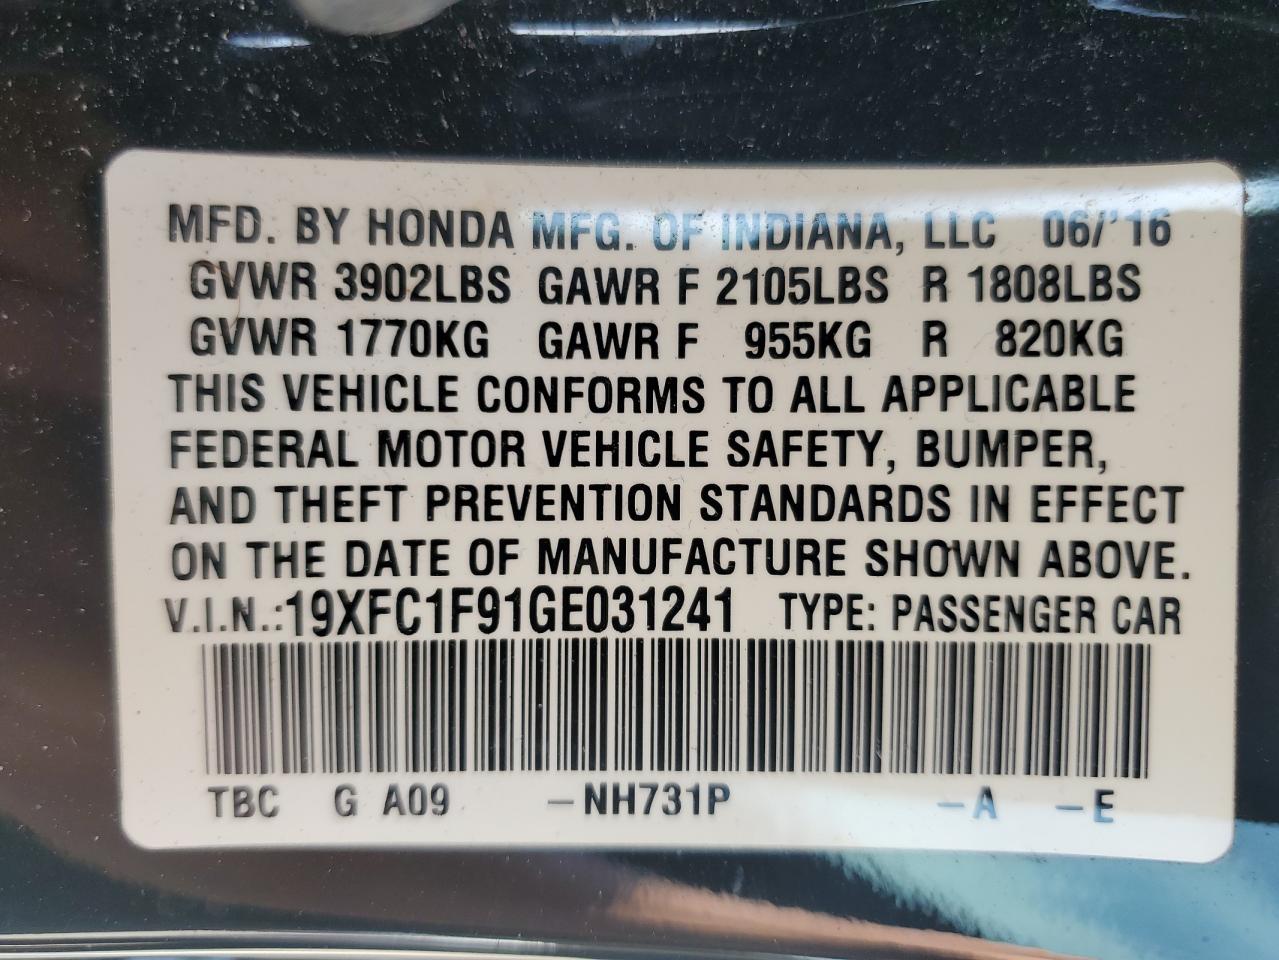 MFD. BY HONDA MFG. OF INDIANA, LLC 06/'16
GVWR 3902LBS GAWR F 2105LBS R 1808LBS
GVWR 1770KG GAWR F 955KG R 820KG
THIS VEHICLE CONFORMS TO ALL APPLICABLE
FEDERAL MOTOR VEHICLE SAFETY, BUMPER,
AND THEFT PREVENTION STANDARDS IN EFFECT
ON THE DATE OF MANUFACTURE SHOWN ABOVE.
V.I.N.:19XFC1F91GE031241 TYPE: PASSENGER CAR
TBC G A09 –NH731P –A –E